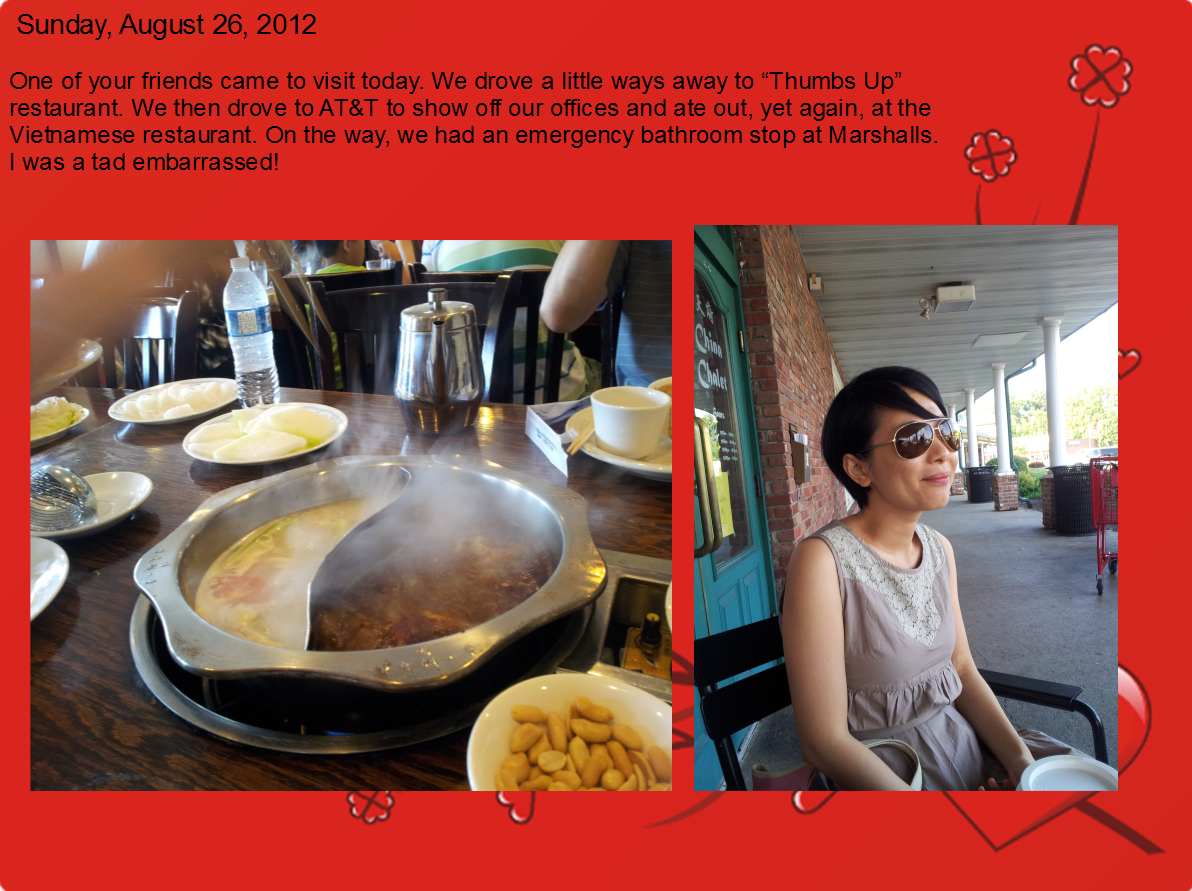 Sunday, August 26, 2012
One of your friends came to visit today. We drove a little ways away to “Thumbs Up”
restaurant. We then drove to AT&T to show off our offices and ate out, yet again, at the
Vietnamese restaurant. On the way, we had an emergency bathroom stop at Marshalls.
I was a tad embarrassed!
China
Chalet